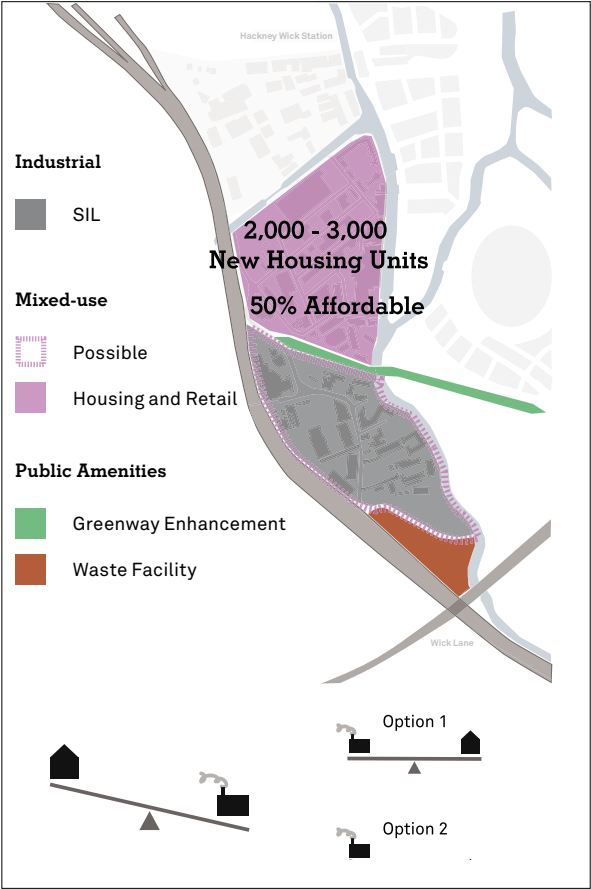 Hackney Wick Station
Industrial
SIL
2,000 - 3,000
New Housing Units
50% Affordable
Mixed-use
Possible
Housing and Retail
Public Amenities
Greenway Enhancement
Waste Facility
Wick Lane
Option 1
Option 2